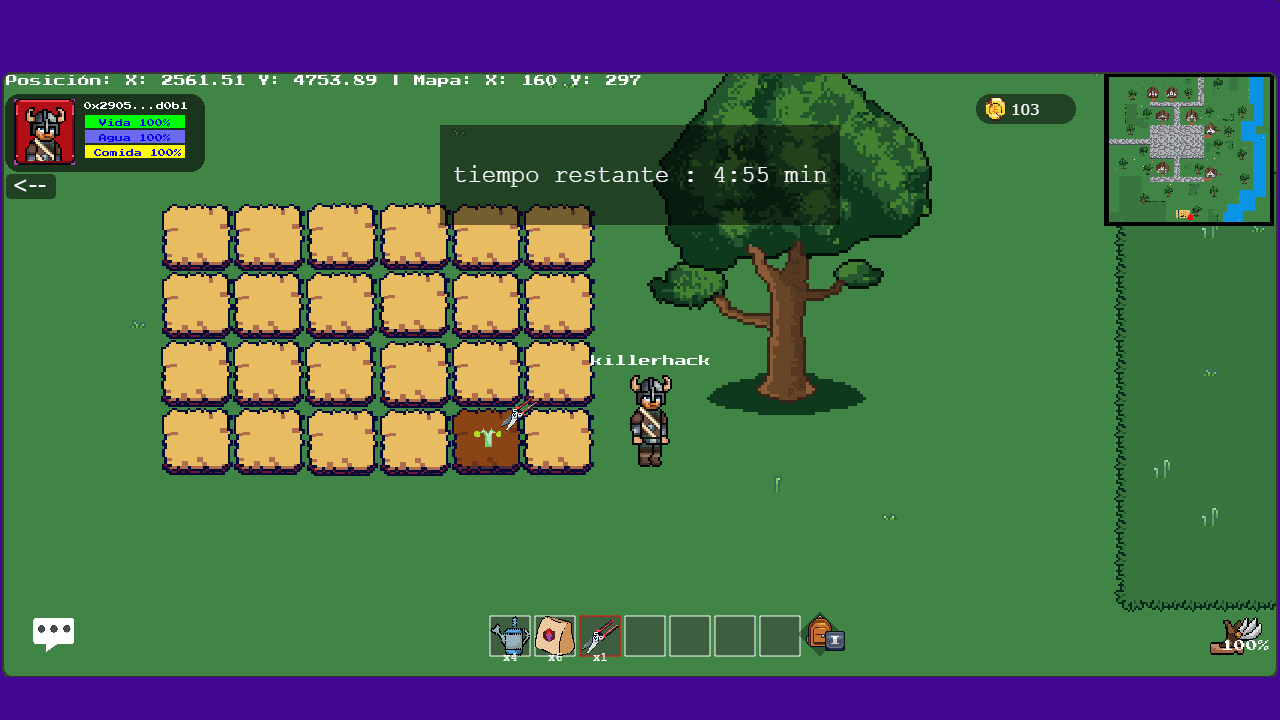 Posición: X: 2561.51 Y: 4753.89 | Mapa: X: 160 Y: 297
0x2905...d0b1
Vida 100%
Agua 100%
Comida 100%
<--
103
tiempo restante : 4:55 min
killerhack
x4
x6
x1
I
100%